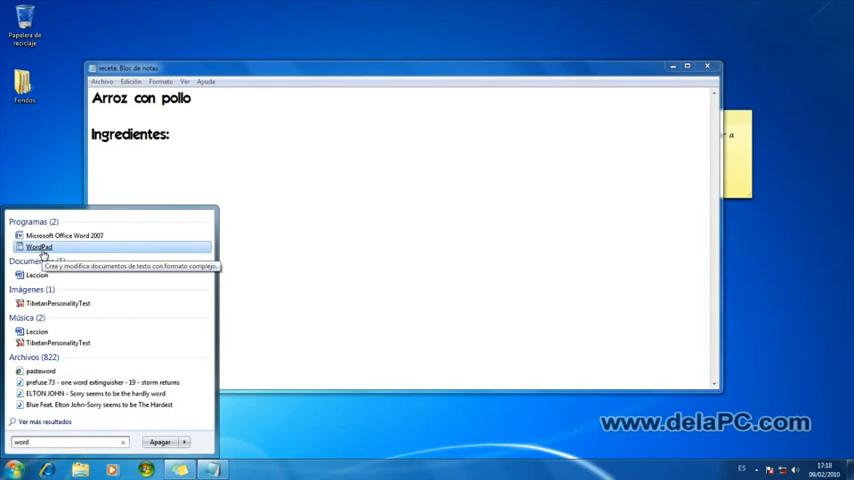 Papelera de
reciclaje
Fondos
receta: Bloc de notas
Archivo Edición Formato Ver Ayuda
Arroz con pollo
Ingredientes:
a
Programas (2)
Microsoft Office Word 2007
WordPad
Crea y modifica documentos de texto con formato complejo.
Leccion
Imágenes (1)
TibetanPersonalityTest
Música (2)
Leccion
TibetanPersonalityTest
Archivos (822)
pasteword
prefuse 73 - one word extinguisher - 19 - storm returns
ELTON JOHN - Sorry seems to be the hardly word
Blue Feat. Elton John-Sorry seems to be The Hardest
Ver más resultados
word
Apagar
www.delaPC.com
ES
17:18
09/02/2010